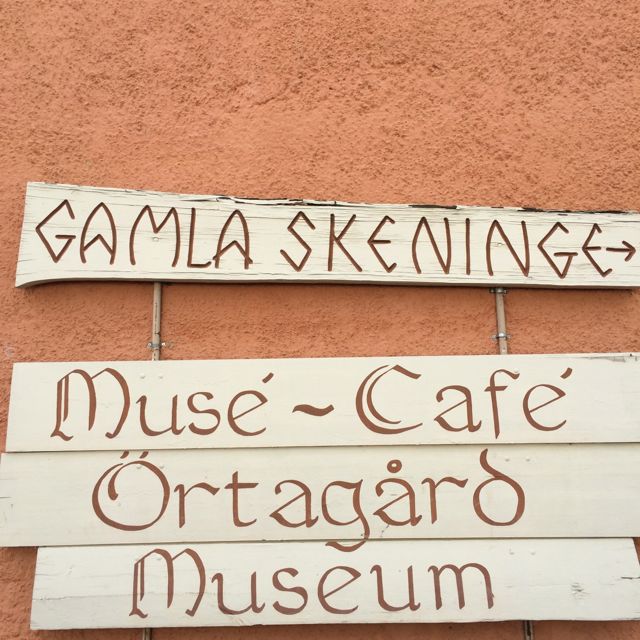 GAMLA SKENINGE →
Musé ~ Café
Örtagård
Museum